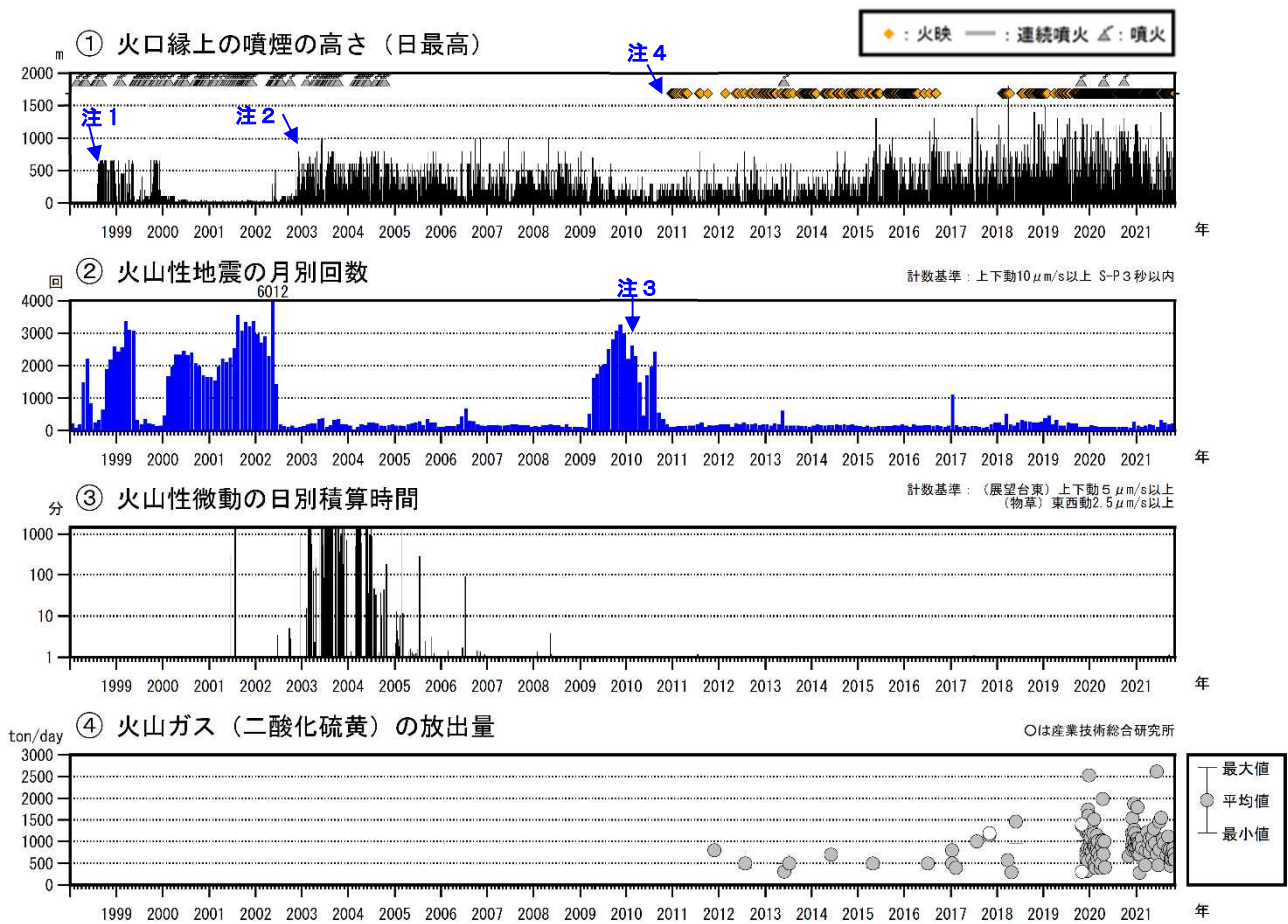 ① 火口縁上の噴煙の高さ（日最高）
◆：火映 ──：連続噴火 ：噴火
m
2000
1500
1000
500
0
注1
注2
注4
1999 2000 2001 2002 2003 2004 2005 2006 2007 2008 2009 2010 2011 2012 2013 2014 2015 2016 2017 2018 2019 2020 2021 年
② 火山性地震の月別回数
計数基準：上下動10μm/s以上 S-P3秒以内
回
6012
注3
4000
3000
2000
1000
0
1999 2000 2001 2002 2003 2004 2005 2006 2007 2008 2009 2010 2011 2012 2013 2014 2015 2016 2017 2018 2019 2020 2021 年
③ 火山性微動の日別積算時間
計数基準：（展望台東）上下動5μm/s以上
（物草）東西動2.5μm/s以上
分
1000
100
10
1
1999 2000 2001 2002 2003 2004 2005 2006 2007 2008 2009 2010 2011 2012 2013 2014 2015 2016 2017 2018 2019 2020 2021 年
④ 火山ガス（二酸化硫黄）の放出量
○は産業技術総合研究所
ton/day
3000
2500
2000
1500
1000
500
0
最大値
平均値
最小値
1999 2000 2001 2002 2003 2004 2005 2006 2007 2008 2009 2010 2011 2012 2013 2014 2015 2016 2017 2018 2019 2020 2021 年